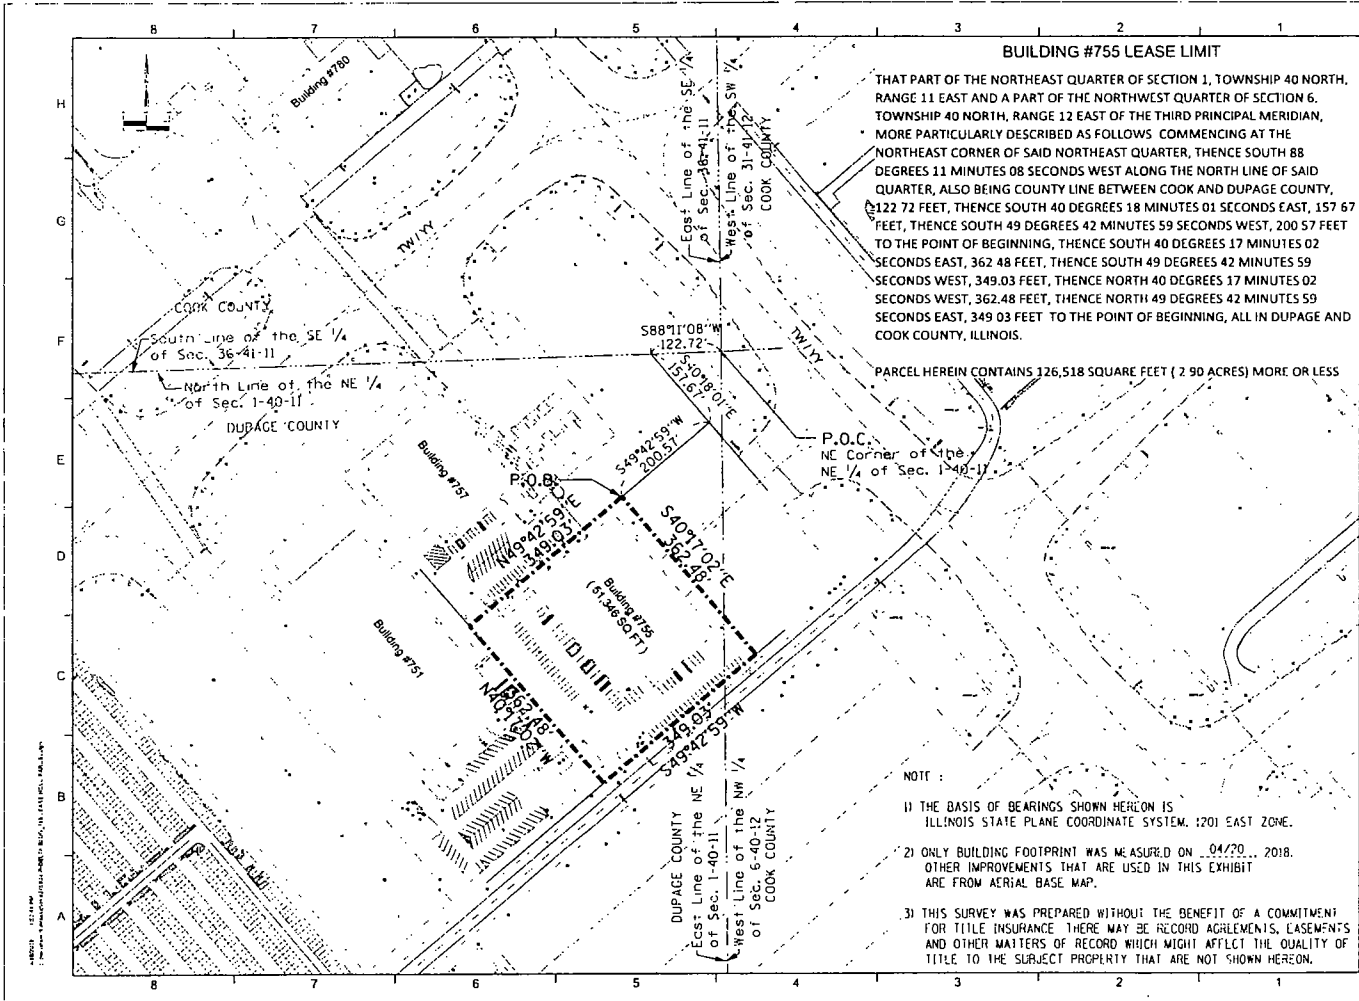 8 7 6 5 4 3 2 1
H
G
F
E
D
C
B
A
BUILDING #755 LEASE LIMIT
THAT PART OF THE NORTHEAST QUARTER OF SECTION 1, TOWNSHIP 40 NORTH,
RANGE 11 EAST AND A PART OF THE NORTHWEST QUARTER OF SECTION 6,
TOWNSHIP 40 NORTH, RANGE 12 EAST OF THE THIRD PRINCIPAL MERIDIAN,
MORE PARTICULARLY DESCRIBED AS FOLLOWS COMMENCING AT THE
NORTHEAST CORNER OF SAID NORTHEAST QUARTER, THENCE SOUTH 88
DEGREES 11 MINUTES 08 SECONDS WEST ALONG THE NORTH LINE OF SAID
QUARTER, ALSO BEING COUNTY LINE BETWEEN COOK AND DUPAGE COUNTY,
122 72 FEET, THENCE SOUTH 40 DEGREES 18 MINUTES 01 SECONDS EAST, 157 67
FEET, THENCE SOUTH 49 DEGREES 42 MINUTES 59 SECONDS WEST, 200 57 FEET
TO THE POINT OF BEGINNING, THENCE SOUTH 40 DEGREES 17 MINUTES 02
SECONDS EAST, 362 48 FEET, THENCE SOUTH 49 DEGREES 42 MINUTES 59
SECONDS WEST, 349.03 FEET, THENCE NORTH 40 DEGREES 17 MINUTES 02
SECONDS WEST, 362.48 FEET, THENCE NORTH 49 DEGREES 42 MINUTES 59
SECONDS EAST, 349 03 FEET TO THE POINT OF BEGINNING, ALL IN DUPAGE AND
COOK COUNTY, ILLINOIS.
PARCEL HEREIN CONTAINS 126,518 SQUARE FEET ( 2 90 ACRES) MORE OR LESS
Building #780
TW/YY
East Line of the SE 1/4
of Sec. 36-41-11
West Line of the SW 1/4
of Sec. 31-41-12
COOK COUNTY
COOK COUNTY
South Line of the SE 1/4
of Sec. 36-41-11
North Line of the NE 1/4
of Sec. 1-40-11
DUPAGE COUNTY
S88°11'08"W
122.72'
S40°18'01"E
157.67'
TW/YY
S49°42'59"W
200.57'
P.O.C.
NE Corner of the
NE 1/4 of Sec. 1-40-11
P.O.B.
Building #757
N49°42'59"E
349.03'
S40°17'02"E
362.48'
Building #755
(51,346 SQ FT)
Building #751
362.48'
N40°17'02"W
349.03'
S49°42'59"W
DUPAGE COUNTY
East Line of the NE 1/4
of Sec. 1-40-11
West Line of the NW 1/4
of Sec. 6-40-12
COOK COUNTY
NOTE :
1) THE BASIS OF BEARINGS SHOWN HEREON IS
ILLINOIS STATE PLANE COORDINATE SYSTEM. 1201 EAST ZONE.
2) ONLY BUILDING FOOTPRINT WAS MEASURED ON 04/20, 2018.
OTHER IMPROVEMENTS THAT ARE USED IN THIS EXHIBIT
ARE FROM AERIAL BASE MAP.
3) THIS SURVEY WAS PREPARED WITHOUT THE BENEFIT OF A COMMITMENT
FOR TITLE INSURANCE THERE MAY BE RECORD AGREEMENTS, EASEMENTS
AND OTHER MATTERS OF RECORD WHICH MIGHT AFFECT THE QUALITY OF
TITLE TO THE SUBJECT PROPERTY THAT ARE NOT SHOWN HEREON.
8 7 6 5 4 3 2 1